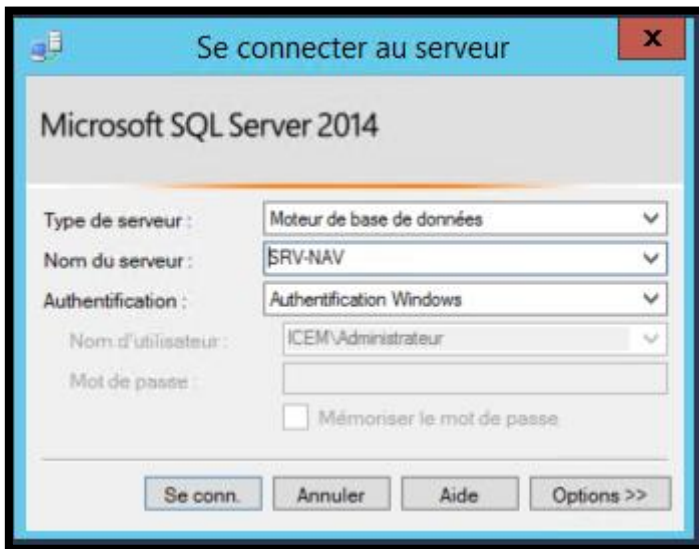 Se connecter au serveur
Microsoft SQL Server 2014
Type de serveur : Moteur de base de données
Nom du serveur : SRV-NAV
Authentification : Authentification Windows
Nom d'utilisateur : ICEM\Administrateur
Mot de passe :
Mémoriser le mot de passe
Se conn. Annuler Aide Options >>